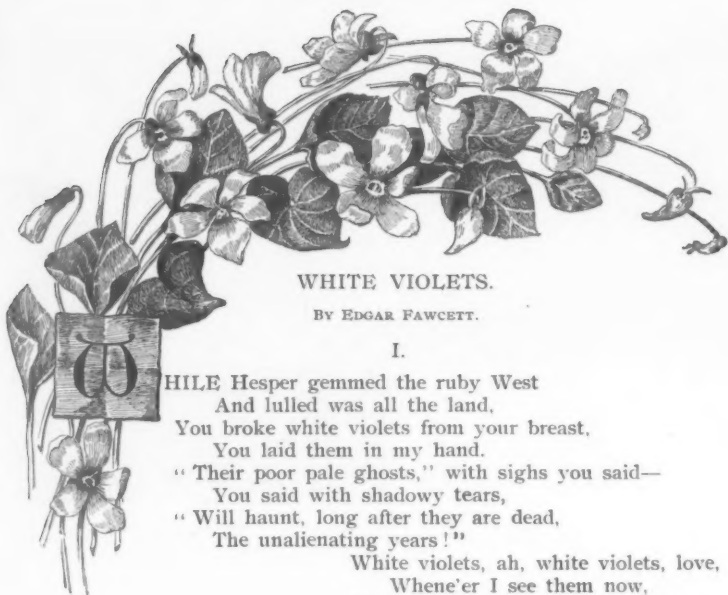 WHITE VIOLETS.
BY EDGAR FAWCETT.
I.
WHILE Hesper gemmed the ruby West
And lulled was all the land,
You broke white violets from your breast,
You laid them in my hand.
“ Their poor pale ghosts,” with sighs you said—
You said with shadowy tears,
“ Will haunt, long after they are dead,
The unalienating years !”
White violets, ah, white violets, love,
Whene'er I see them now,